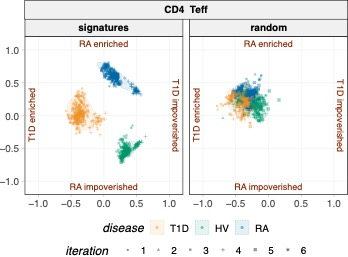 CD4 Teff
signatures
random
RA enriched
RA enriched
1.0
0.5
0.0
−0.5
−1.0
T1D enriched
T1D impoverished
T1D enriched
T1D impoverished
RA impoverished
RA impoverished
−1.0 −0.5 0.0 0.5 1.0
−1.0 −0.5 0.0 0.5 1.0
disease T1D HV RA
iteration 1 2 3 4 5 6